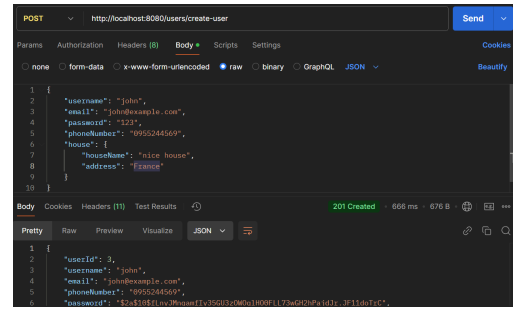 POST http://localhost:8080/users/create-user Send
Params Authorization Headers (8) Body Scripts Settings Cookies
none form-data x-www-form-urlencoded raw binary GraphQL JSON Beautify
1 {
2 "username": "john",
3 "email": "john@example.com",
4 "password": "123",
5 "phoneNumber": "0955244569",
6 "house": {
7 "houseName": "nice house",
8 "address": "France"
9 }
10 }
Body Cookies Headers (11) Test Results 201 Created 666 ms 676 B
Pretty Raw Preview Visualize JSON
1 {
2 "userId": 3,
3 "username": "john",
4 "email": "john@example.com",
5 "phoneNumber": "0955244569",
6 "password":